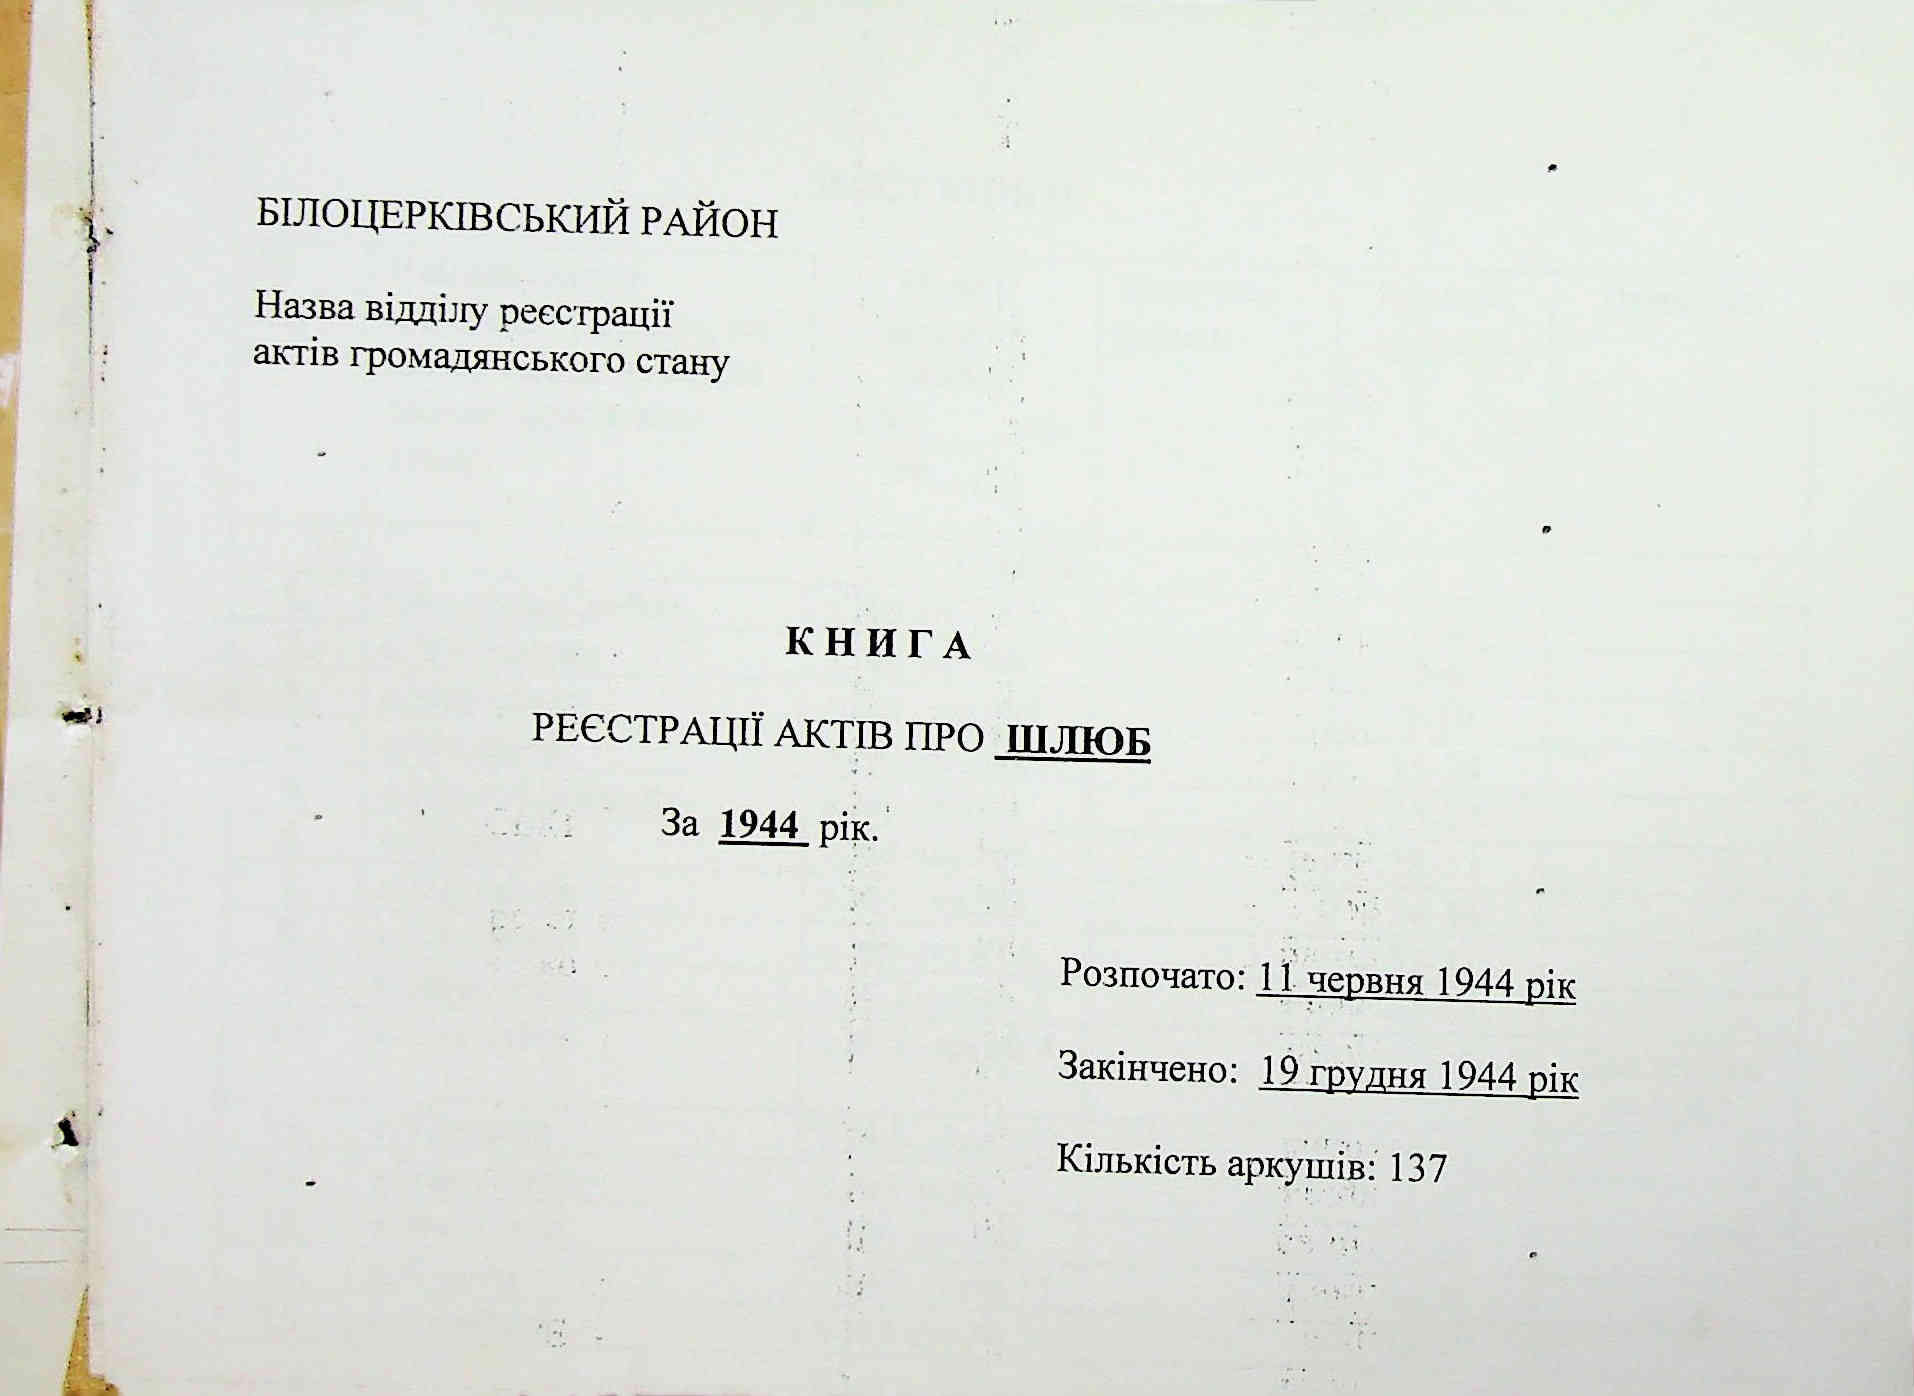 БІЛОЦЕРКІВСЬКИЙ РАЙОН
Назва відділу реєстрації
актів громадянського стану
К Н И Г А
РЕЄСТРАЦІЇ АКТІВ ПРО ШЛЮБ
За 1944 рік.
Розпочато: 11 червня 1944 рік
Закінчено: 19 грудня 1944 рік
Кількість аркушів: 137